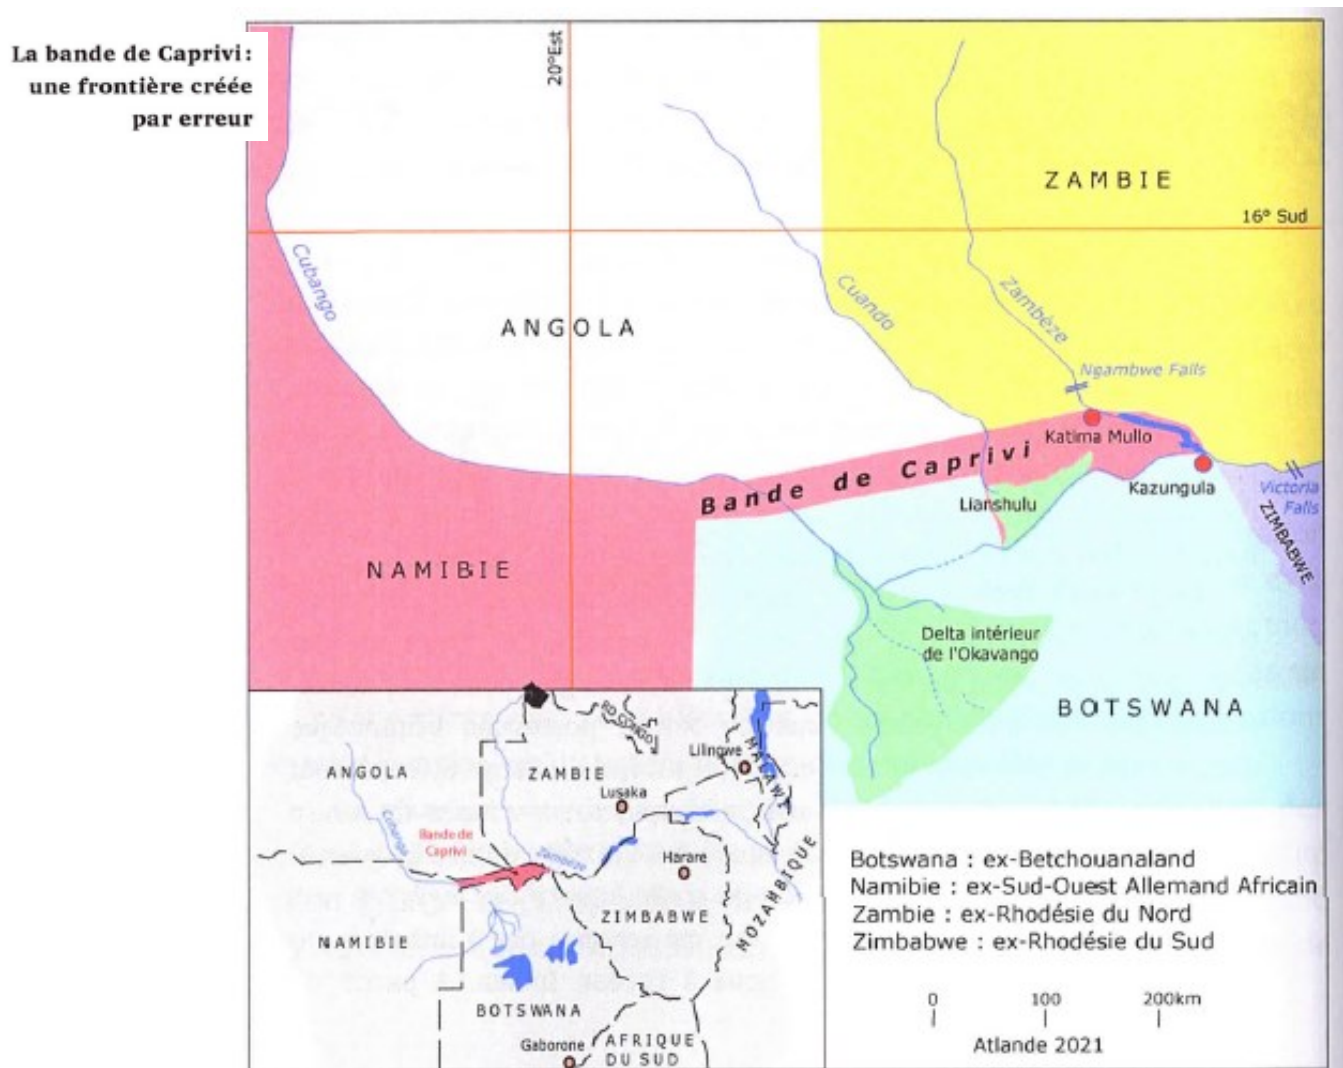 La bande de Caprivi :
une frontière créée
par erreur
20°Est
ZAMBIE
16° Sud
Cubango
ANGOLA
Cuando
Zambèze
Ngambwe Falls
Katima Mullo
Bande de Caprivi
Lianshulu
Kazungula
Victoria
Falls
ZIMBABWE
NAMIBIE
Delta intérieur
de l'Okavango
BOTSWANA
RD CONGO
Lilingwe
MALAWI
ANGOLA
ZAMBIE
Lusaka
Cubango
Bande de
Caprivi
Zambèze
Harare
MOZAMBIQUE
ZIMBABWE
NAMIBIE
BOTSWANA
Gaborone
AFRIQUE
DU SUD
Botswana : ex-Betchouanaland
Namibie : ex-Sud-Ouest Allemand Africain
Zambie : ex-Rhodésie du Nord
Zimbabwe : ex-Rhodésie du Sud
0 100 200km
Atlande 2021